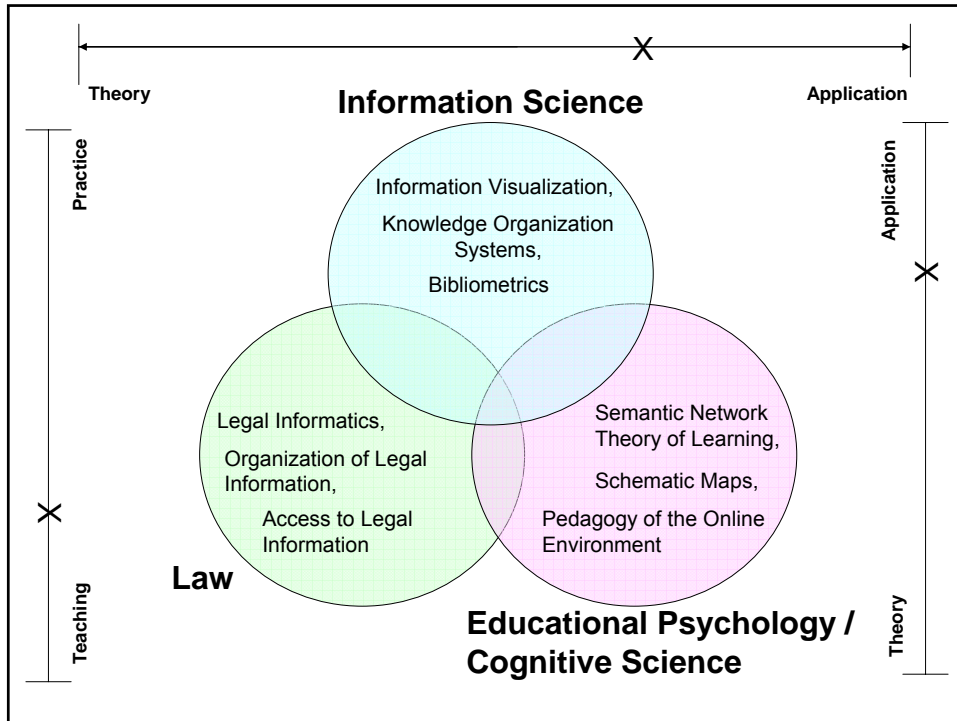 X
Theory
Application
Information Science
Practice
Application
Information Visualization,
Knowledge Organization
Systems,
Bibliometrics
X
Legal Informatics,
Organization of Legal
Information,
Access to Legal
Information
Semantic Network
Theory of Learning,
Schematic Maps,
Pedagogy of the Online
Environment
X
Law
Teaching
Theory
Educational Psychology /
Cognitive Science